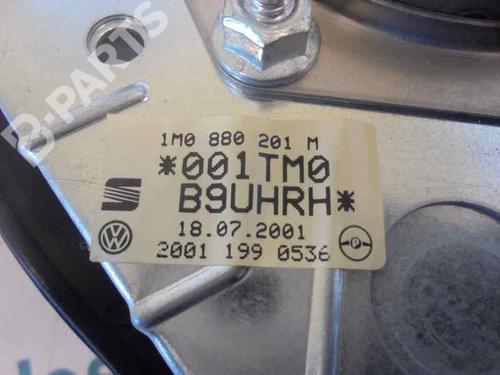 B-PARTS
1M0 880 201 M
*001TM0
B9UHRH*
18.07.2001
2001 199 0536